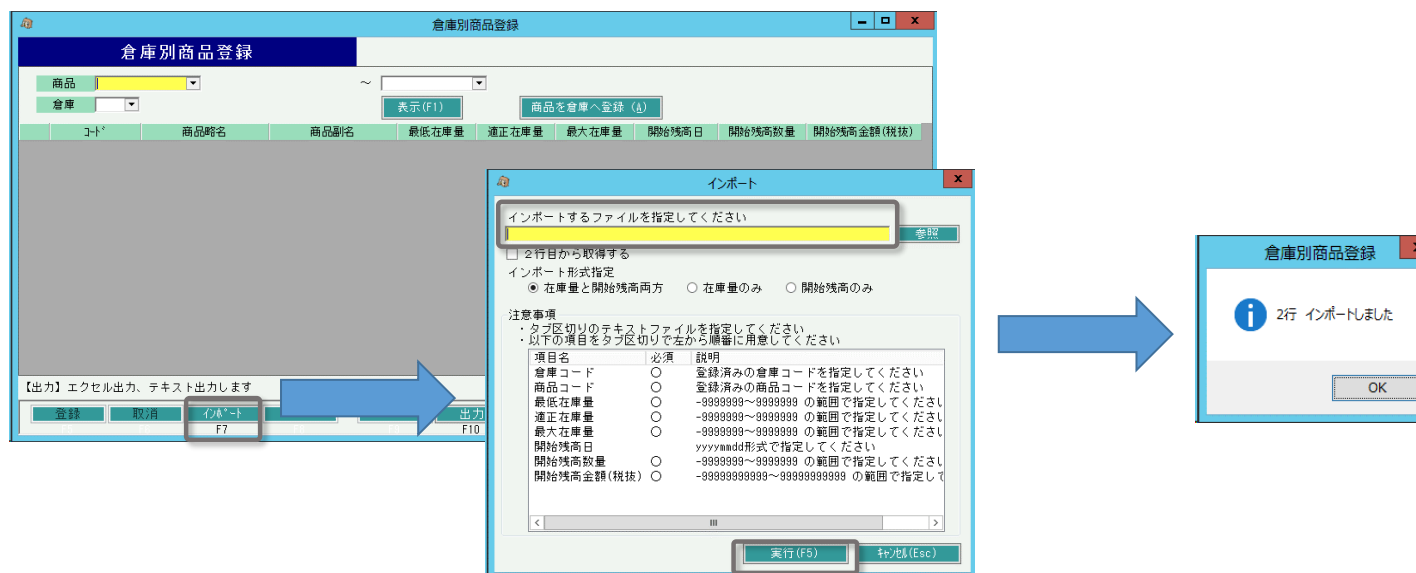 倉庫別商品登録
倉庫別商品登録
商品 ～
倉庫 表示(F1) 商品を倉庫へ登録 (A)
ｺｰﾄﾞ 商品略名 商品副名 最低在庫量 適正在庫量 最大在庫量 開始残高日 開始残高数量 開始残高金額(税抜)
【出力】エクセル出力、テキスト出力します
登録 取消 ｲﾝﾎﾟｰﾄ 出力
F7 F10
インポート
インポートするファイルを指定してください
参照
２行目から取得する
インポート形式指定
在庫量と開始残高両方 在庫量のみ 開始残高のみ
注意事項
・タブ区切りのテキストファイルを指定してください
・以下の項目をタブ区切りで左から順番に用意してください
項目名 必須 説明
倉庫コード ○ 登録済みの倉庫コードを指定してください
商品コード ○ 登録済みの商品コードを指定してください
最低在庫量 ○ -9999999～9999999 の範囲で指定してくださ
適正在庫量 ○ -9999999～9999999 の範囲で指定してくださ
最大在庫量 ○ -9999999～9999999 の範囲で指定してくださ
開始残高日 yyyymmdd形式で指定してください
開始残高数量 ○ -9999999～9999999 の範囲で指定してくださ
開始残高金額(税抜) ○ -99999999999～99999999999 の範囲で指定して
実行(F5) ｷｬﾝｾﾙ(Esc)
倉庫別商品登録
2行 インポートしました
OK